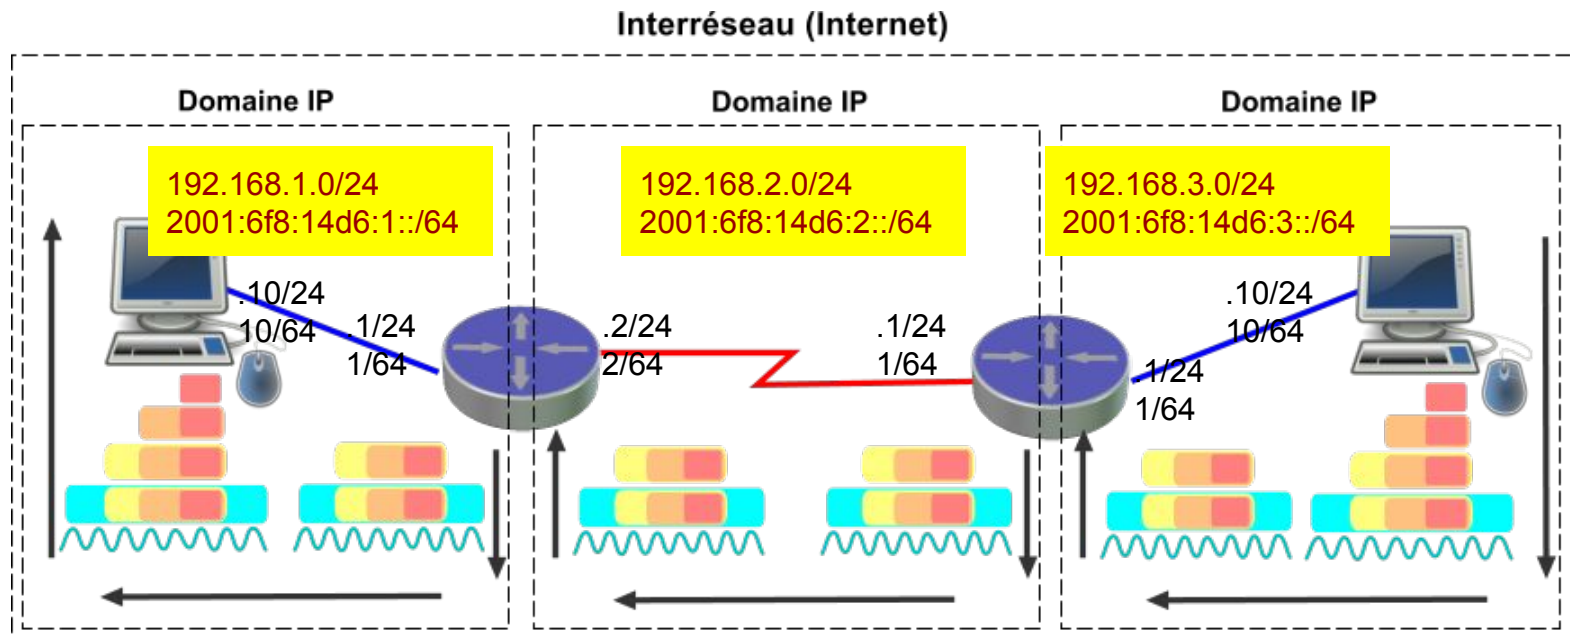 Interréseau (Internet)
Domaine IP
Domaine IP
Domaine IP
192.168.1.0/24
2001:6f8:14d6:1::/64
192.168.2.0/24
2001:6f8:14d6:2::/64
192.168.3.0/24
2001:6f8:14d6:3::/64
.10/24
10/64
.1/24
1/64
.2/24
2/64
.1/24
1/64
.10/24
10/64
.1/24
1/64